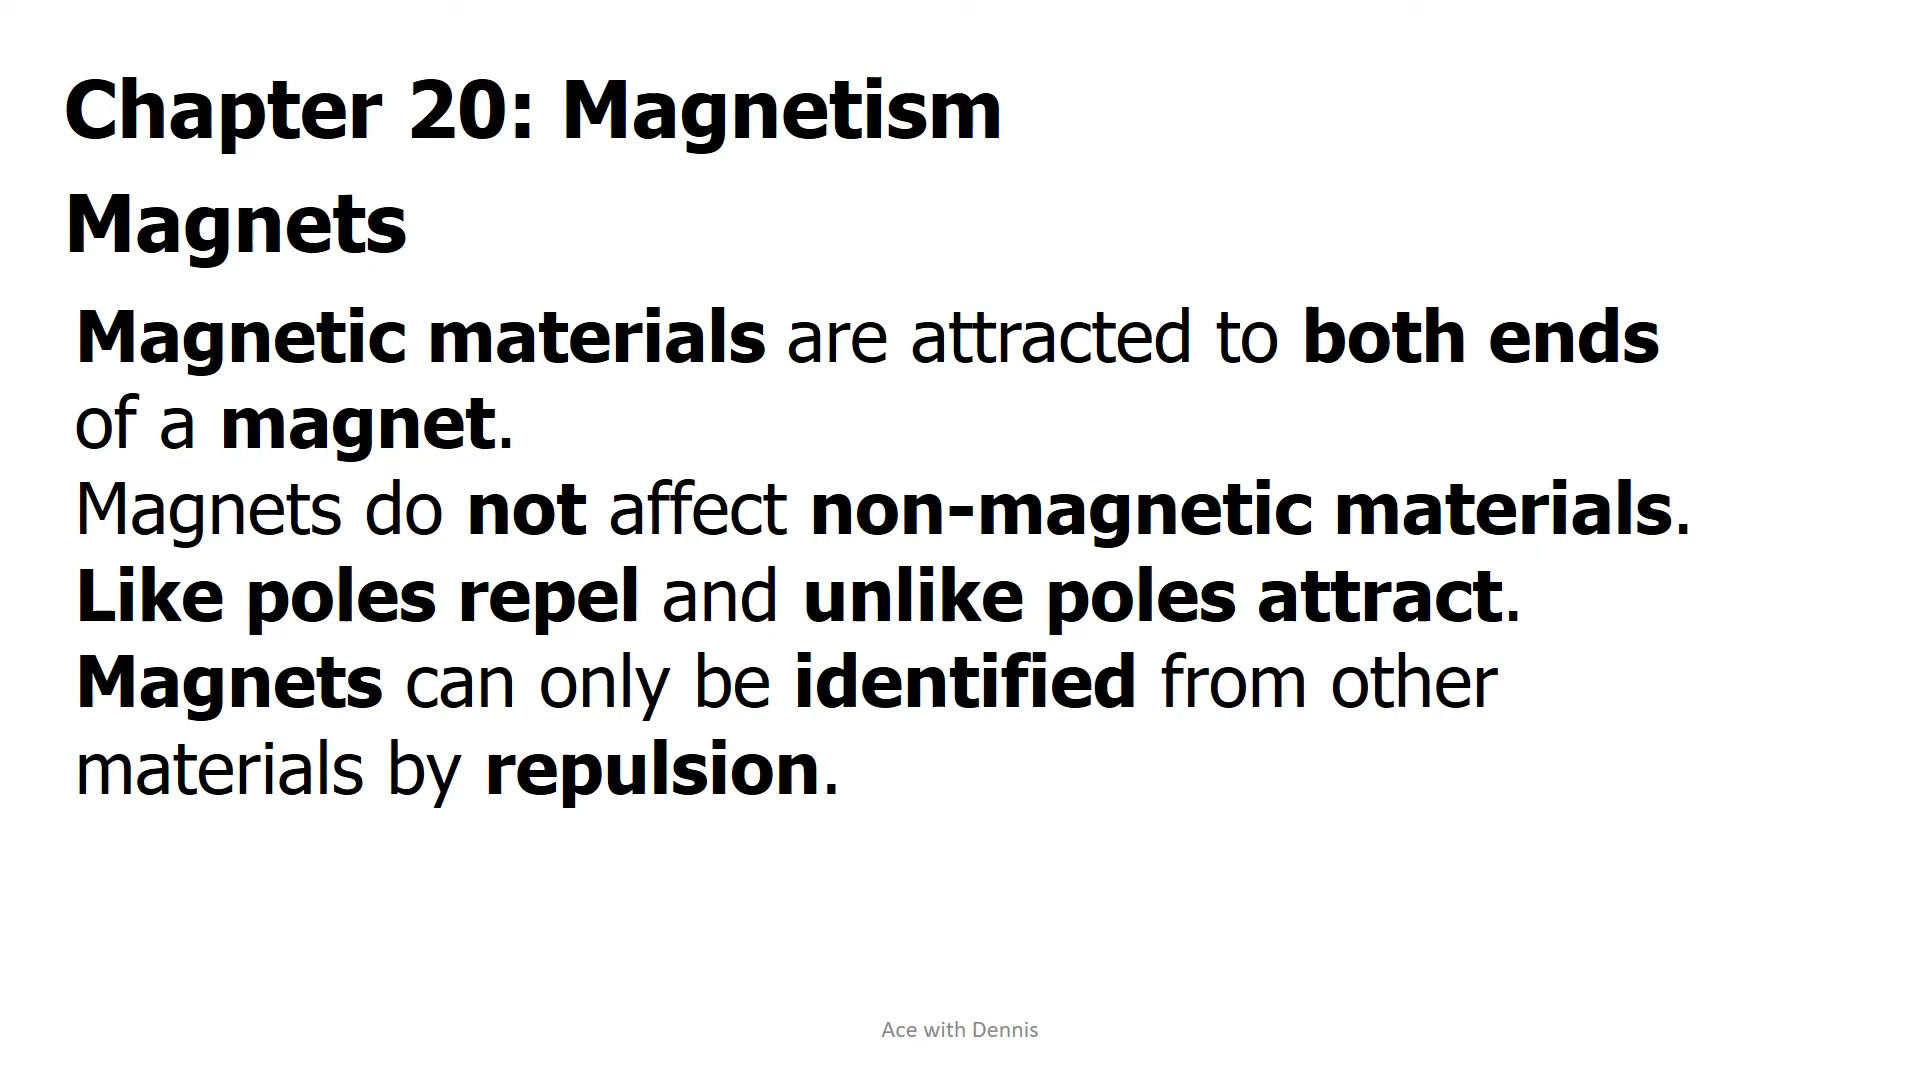 Chapter 20: Magnetism
Magnets
Magnetic materials are attracted to both ends
of a magnet.
Magnets do not affect non-magnetic materials.
Like poles repel and unlike poles attract.
Magnets can only be identified from other
materials by repulsion.
Ace with Dennis